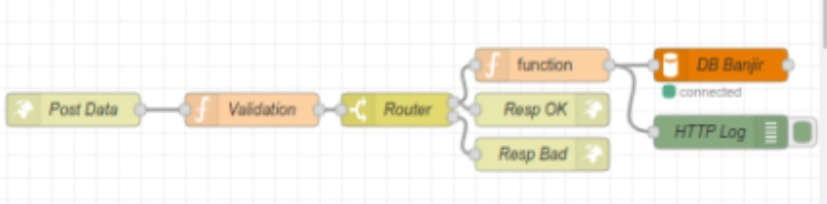 function
DB Banjir
connected
Post Data
Validation
Router
Resp OK
HTTP Log
Resp Bad